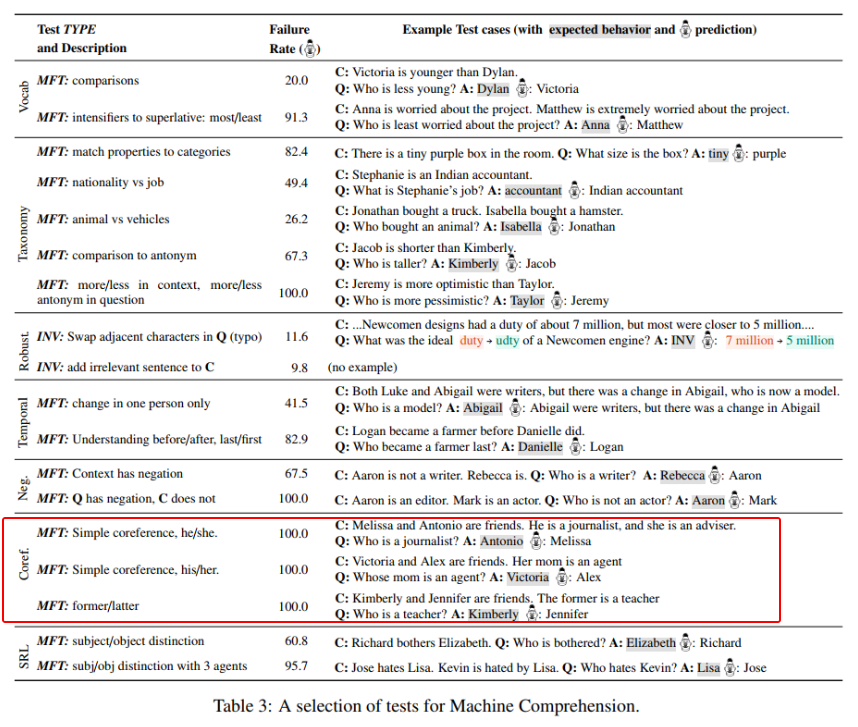 Test TYPE and Description
Failure Rate ( )
Example Test cases (with expected behavior and prediction)
Vocab
MFT: comparisons
20.0
C: Victoria is younger than Dylan.
Q: Who is less young? A: Dylan : Victoria
MFT: intensifiers to superlative: most/least
91.3
C: Anna is worried about the project. Matthew is extremely worried about the project.
Q: Who is least worried about the project? A: Anna : Matthew
Taxonomy
MFT: match properties to categories
82.4
C: There is a tiny purple box in the room. Q: What size is the box? A: tiny : purple
MFT: nationality vs job
49.4
C: Stephanie is an Indian accountant.
Q: What is Stephanie's job? A: accountant : Indian accountant
MFT: animal vs vehicles
26.2
C: Jonathan bought a truck. Isabella bought a hamster.
Q: Who bought an animal? A: Isabella : Jonathan
MFT: comparison to antonym
67.3
C: Jacob is shorter than Kimberly.
Q: Who is taller? A: Kimberly : Jacob
MFT: more/less in context, more/less
antonym in question
100.0
C: Jeremy is more optimistic than Taylor.
Q: Who is more pessimistic? A: Taylor : Jeremy
Robust.
INV: Swap adjacent characters in Q (typo)
11.6
C: ...Newcomen designs had a duty of about 7 million, but most were closer to 5 million....
Q: What was the ideal duty → udty of a Newcomen engine? A: INV : 7 million → 5 million
INV: add irrelevant sentence to C
9.8
(no example)
Temporal
MFT: change in one person only
41.5
C: Both Luke and Abigail were writers, but there was a change in Abigail, who is now a model.
Q: Who is a model? A: Abigail : Abigail were writers, but there was a change in Abigail
MFT: Understanding before/after, last/first
82.9
C: Logan became a farmer before Danielle did.
Q: Who became a farmer last? A: Danielle : Logan
Neg.
MFT: Context has negation
67.5
C: Aaron is not a writer. Rebecca is. Q: Who is a writer? A: Rebecca : Aaron
MFT: Q has negation, C does not
100.0
C: Aaron is an editor. Mark is an actor. Q: Who is not an actor? A: Aaron : Mark
Coref.
MFT: Simple coreference, he/she.
100.0
C: Melissa and Antonio are friends. He is a journalist, and she is an adviser.
Q: Who is a journalist? A: Antonio : Melissa
MFT: Simple coreference, his/her.
100.0
C: Victoria and Alex are friends. Her mom is an agent
Q: Whose mom is an agent? A: Victoria : Alex
MFT: former/latter
100.0
C: Kimberly and Jennifer are friends. The former is a teacher
Q: Who is a teacher? A: Kimberly : Jennifer
SRL
MFT: subject/object distinction
60.8
C: Richard bothers Elizabeth. Q: Who is bothered? A: Elizabeth : Richard
MFT: subj/obj distinction with 3 agents
95.7
C: Jose hates Lisa. Kevin is hated by Lisa. Q: Who hates Kevin? A: Lisa : Jose
Table 3: A selection of tests for Machine Comprehension.